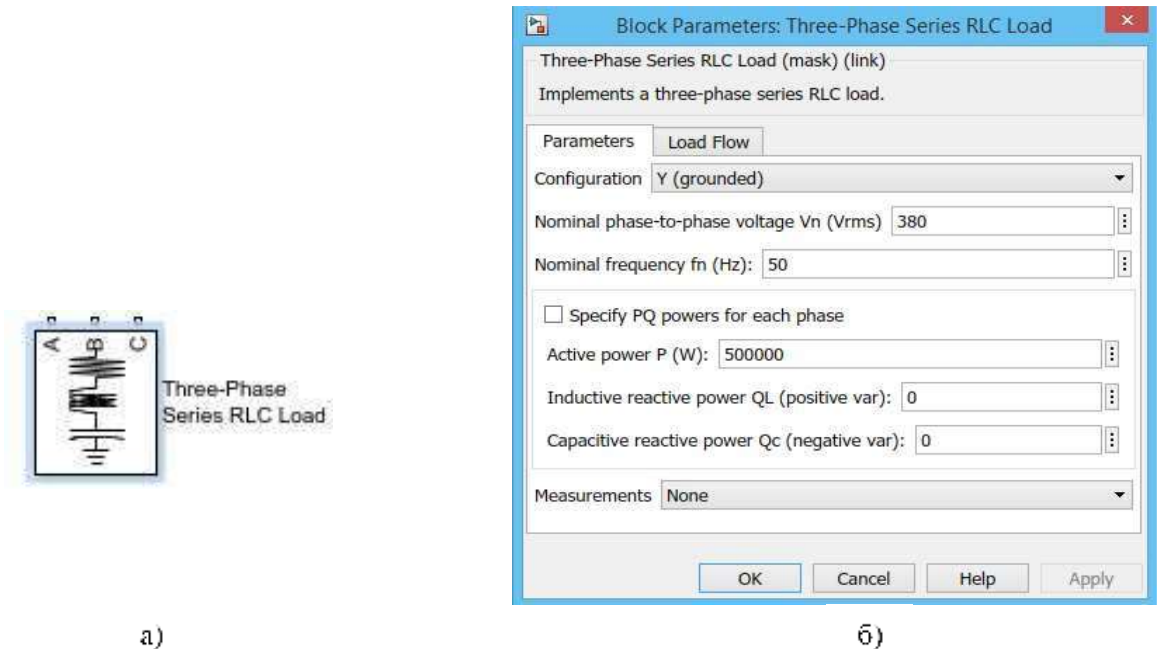 A B C
Three-Phase
Series RLC Load
Block Parameters: Three-Phase Series RLC Load
Three-Phase Series RLC Load (mask) (link)
Implements a three-phase series RLC load.
Parameters
Load Flow
Configuration Y (grounded)
Nominal phase-to-phase voltage Vn (Vrms) 380
Nominal frequency fn (Hz): 50
Specify PQ powers for each phase
Active power P (W): 500000
Inductive reactive power QL (positive var): 0
Capacitive reactive power Qc (negative var): 0
Measurements None
OK Cancel Help Apply
а) б)